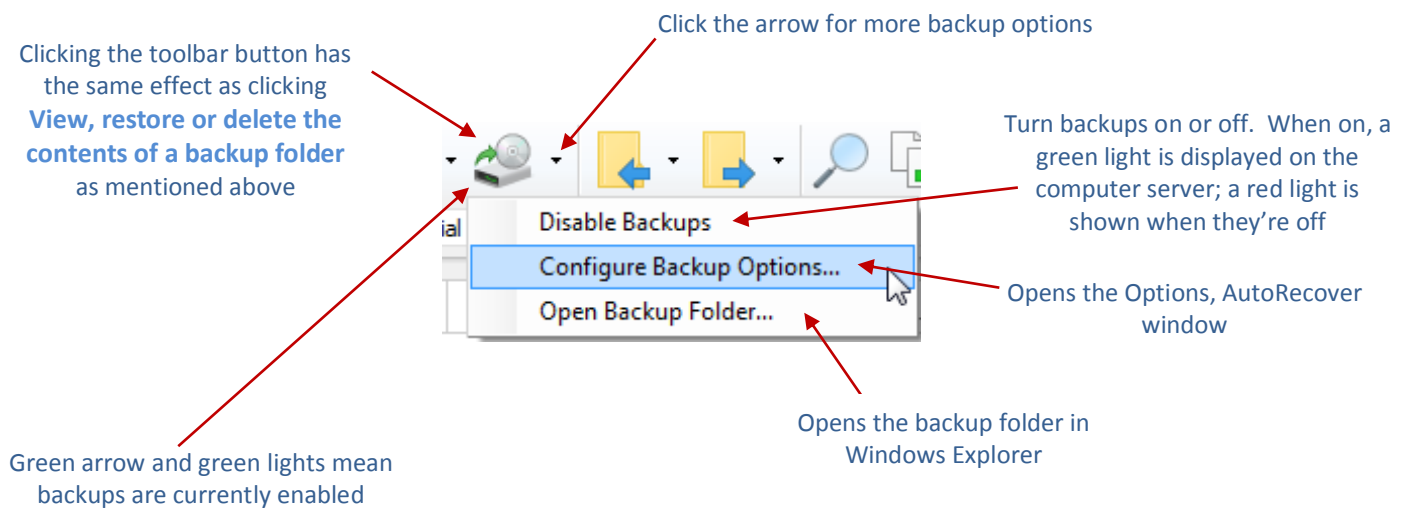 Click the arrow for more backup options
Clicking the toolbar button has
the same effect as clicking
View, restore or delete the
contents of a backup folder
as mentioned above
Turn backups on or off.  When on, a
green light is displayed on the
computer server; a red light is
shown when they're off
ial
Disable Backups
Configure Backup Options...
Open Backup Folder...
Opens the Options, AutoRecover
window
Opens the backup folder in
Windows Explorer
Green arrow and green lights mean
backups are currently enabled